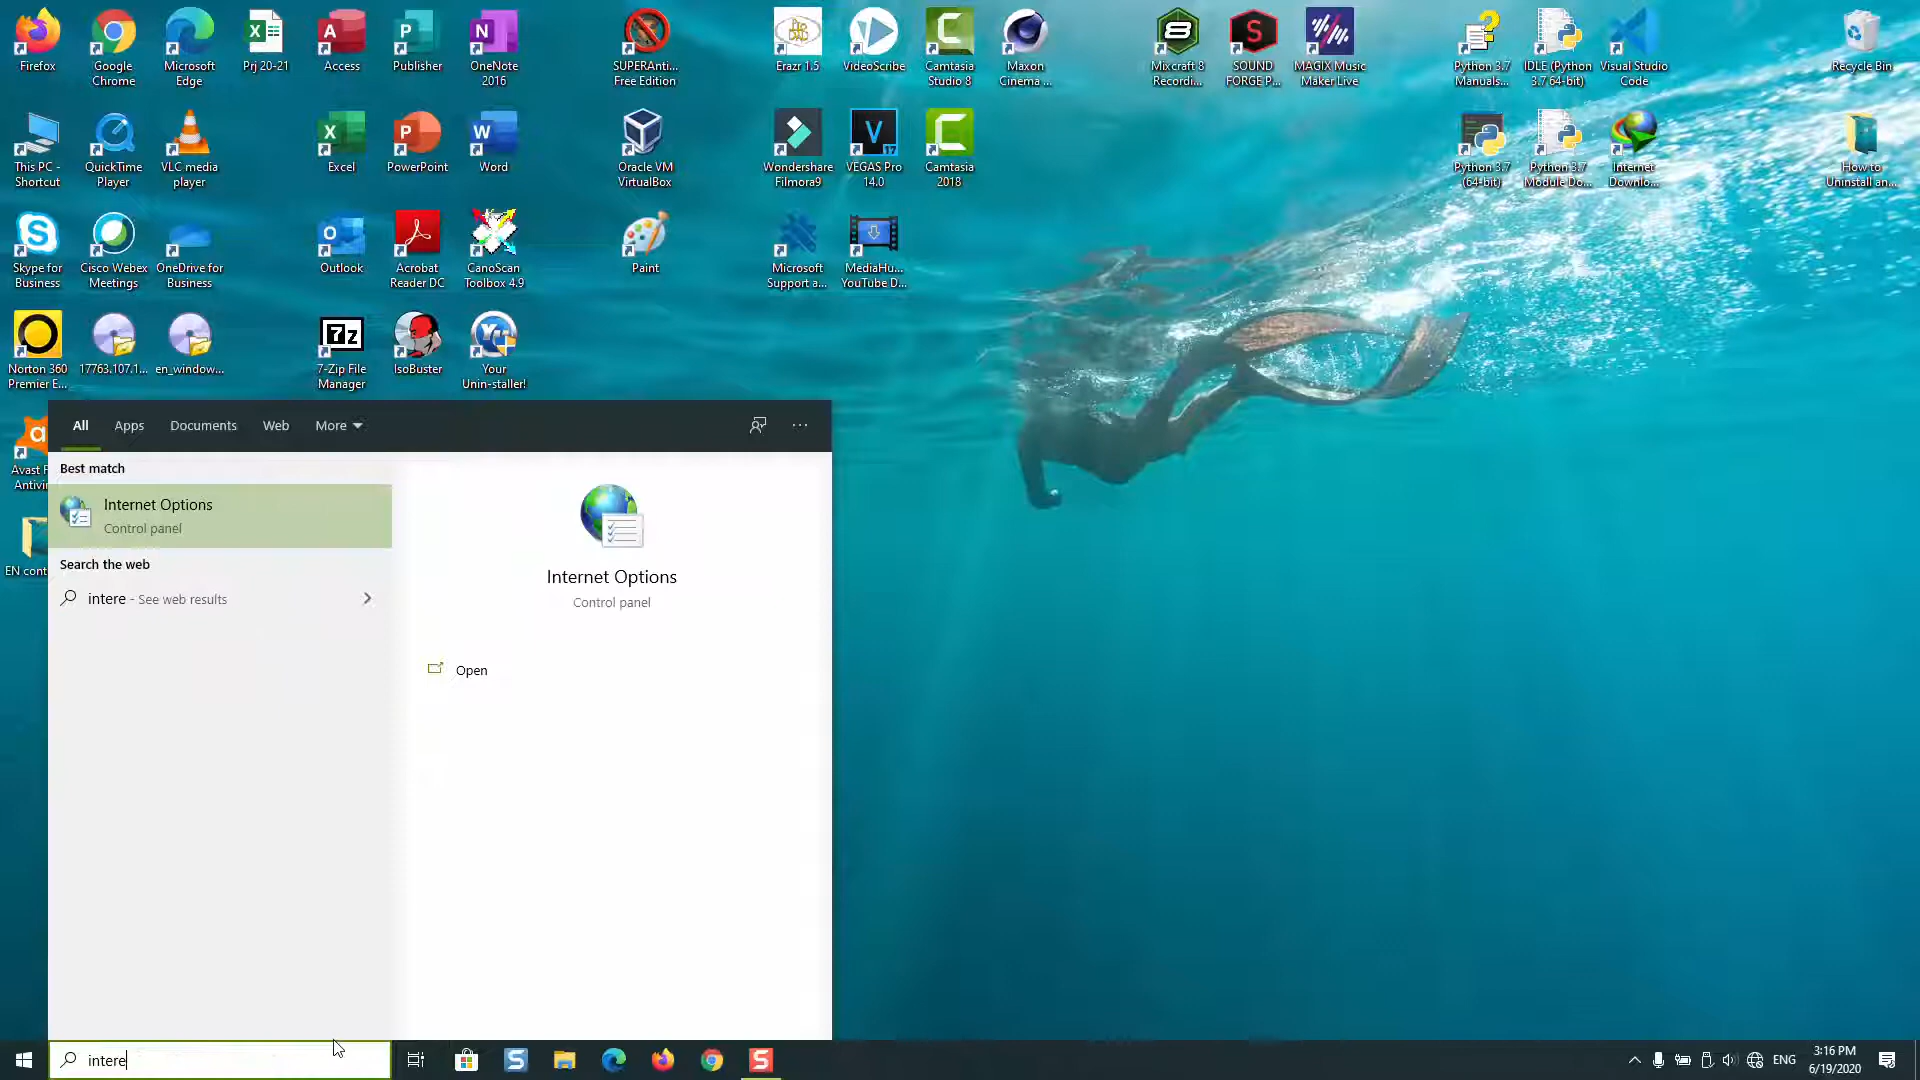 Firefox
Google
Chrome
Microsoft
Edge
Prj 20-21
Access
Publisher
OneNote
2016
SUPERAnti...
Free Edition
Erazr 1.5
VideoScribe
Camtasia
Studio 8
Maxon
Cinema ...
Mixcraft 8
Recordi...
SOUND
FORGE P...
MAGIX Music
Maker Live
Python 3.7
Manuals...
IDLE (Python
3.7 64-bit)
Visual Studio
Code
Recycle Bin
This PC -
Shortcut
QuickTime
Player
VLC media
player
Excel
PowerPoint
Word
Oracle VM
VirtualBox
Wondershare
Filmora9
VEGAS Pro
14.0
Camtasia
2018
Python 3.7
(64-bit)
Python 3.7
Module Do...
Internet
Downlo...
How to
Uninstall an...
Skype for
Business
Cisco Webex
Meetings
OneDrive for
Business
Outlook
Acrobat
Reader DC
CanoScan
Toolbox 4.9
Paint
Microsoft
Support a...
MediaHu...
YouTube D...
Norton 360
Premier E...
17763.107.1...
en_window...
7-Zip File
Manager
IsoBuster
Your
Unin-staller!
Avast F
Antivir
EN cont
All
Apps
Documents
Web
More
Best match
Internet Options
Control panel
Search the web
intere - See web results
Internet Options
Control panel
Open
intere
ENG
3:16 PM
6/19/2020